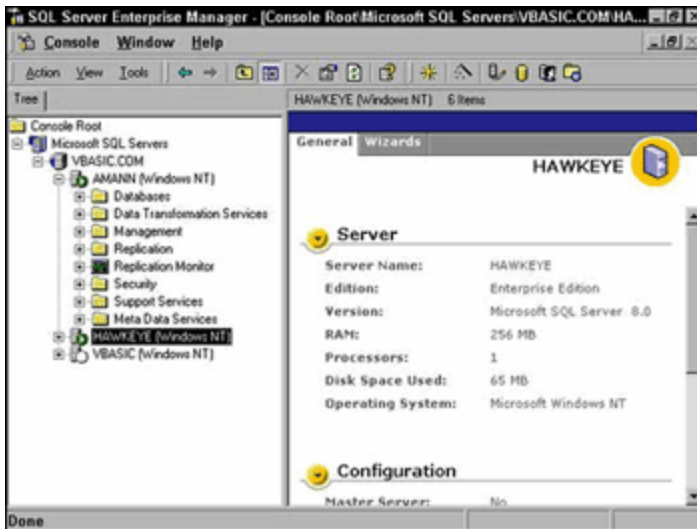 SQL Server Enterprise Manager - [Console Root\Microsoft SQL Servers\VBASIC.COM\HA...
Console Window Help
Action View Tools
Tree
HAWKEYE (Windows NT) 6 Items
Console Root
Microsoft SQL Servers
VBASIC.COM
AMANN (Windows NT)
Databases
Data Transformation Services
Management
Replication
Replication Monitor
Security
Support Services
Meta Data Services
HAWKEYE (Windows NT)
VBASIC (Windows NT)
General Wizards
HAWKEYE
Server
Server Name: HAWKEYE
Edition: Enterprise Edition
Version: Microsoft SQL Server 8.0
RAM: 256 MB
Processors: 1
Disk Space Used: 65 MB
Operating System: Microsoft Windows NT
Configuration
Master Server: No
Done